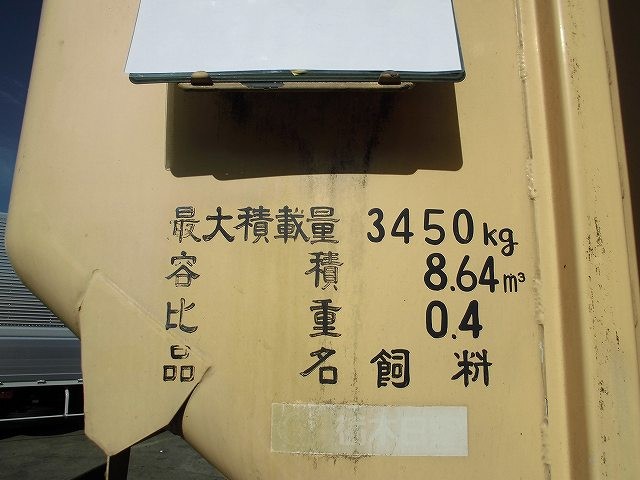 最大積載量 3450kg
容積 8.64m³
比重 0.4
品名 飼料